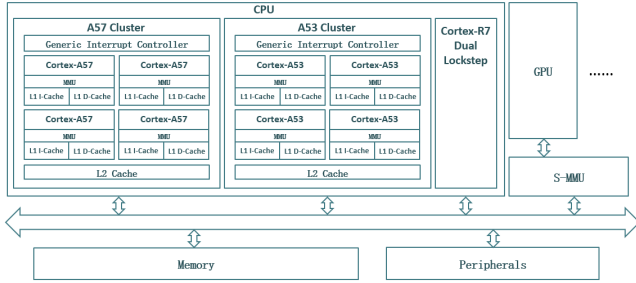 CPU
A57 Cluster
Generic Interrupt Controller
Cortex-A57
MMU
L1 I-Cache L1 D-Cache
Cortex-A57
MMU
L1 I-Cache L1 D-Cache
Cortex-A57
MMU
L1 I-Cache L1 D-Cache
Cortex-A57
MMU
L1 I-Cache L1 D-Cache
L2 Cache
A53 Cluster
Generic Interrupt Controller
Cortex-A53
MMU
L1 I-Cache L1 D-Cache
Cortex-A53
MMU
L1 I-Cache L1 D-Cache
Cortex-A53
MMU
L1 I-Cache L1 D-Cache
Cortex-A53
MMU
L1 I-Cache L1 D-Cache
L2 Cache
Cortex-R7
Dual
Lockstep
GPU
......
S-MMU
Memory
Peripherals